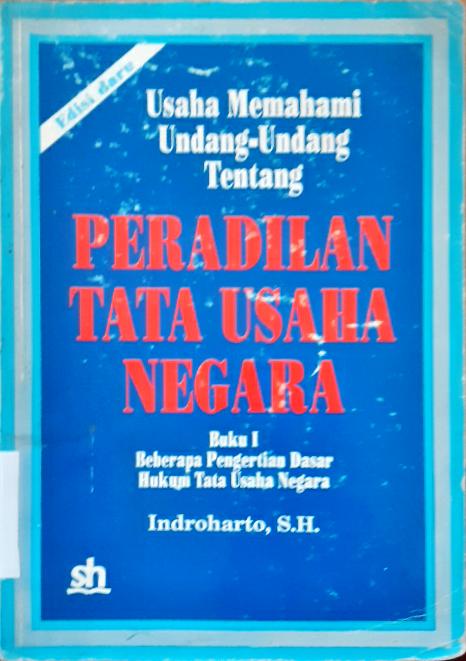 Edisi baru
Usaha Memahami
Undang-Undang
Tentang
PERADILAN
TATA USAHA
NEGARA
Buku I
Beberapa Pengertian Dasar
Hukum Tata Usaha Negara
Indroharto, S.H.
sh